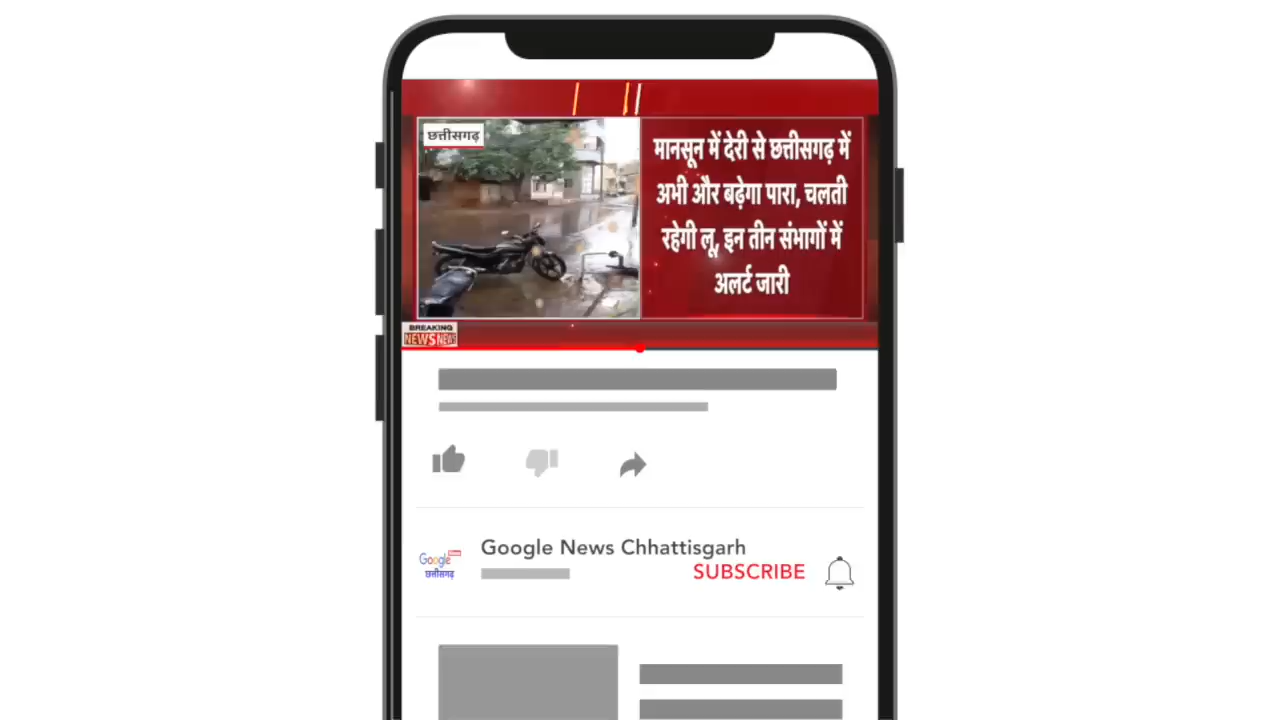 छत्तीसगढ़
मानसून में देरी से छत्तीसगढ़ में
अभी और बढ़ेगा पारा, चलती
रहेगी लू, इन तीन संभागों में
अलर्ट जारी
BREAKING
NEWS NEWS
Google News Chhattisgarh
Google
छत्तीसगढ़
SUBSCRIBE